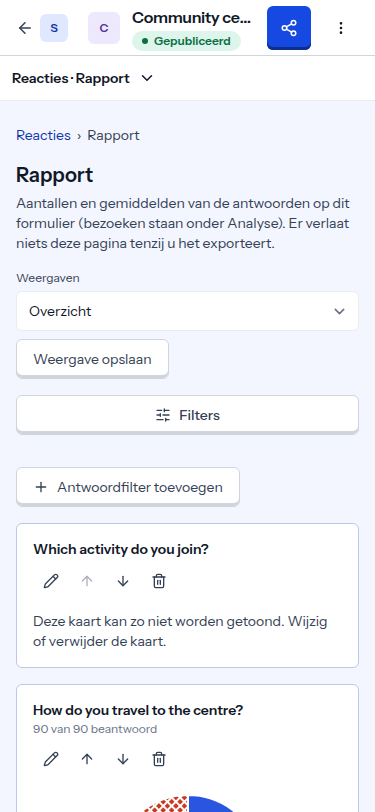 S
C
Community ce...
Gepubliceerd
Reacties · Rapport
Reacties › Rapport
Rapport
Aantallen en gemiddelden van de antwoorden op dit
formulier (bezoeken staan onder Analyse). Er verlaat
niets deze pagina tenzij u het exporteert.
Weergaven
Overzicht
Weergave opslaan
Filters
Antwoordfilter toevoegen
Which activity do you join?
Deze kaart kan zo niet worden getoond. Wijzig
of verwijder de kaart.
How do you travel to the centre?
90 van 90 beantwoord